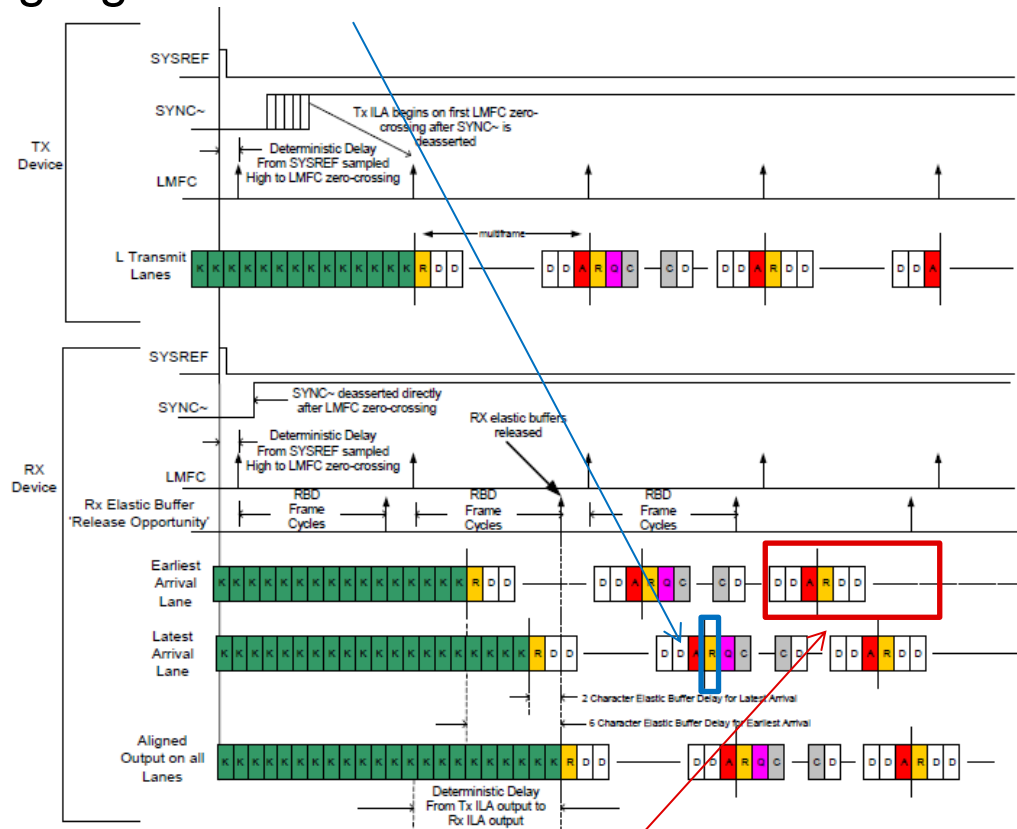 SYSREF
SYNC~
Tx ILA begins on first LMFC zero-
crossing after SYNC~ is
deasserted
TX
Device
Deterministic Delay
From SYSREF sampled
High to LMFC zero-crossing
LMFC
multiframe
L Transmit
Lanes
K K K K K K K K K K K K K K R D D D D A R Q C C D D D A R D D D D A
SYSREF
SYNC~
SYNC~ deasserted directly
after LMFC zero-crossing
RX elastic buffers
released
Deterministic Delay
From SYSREF sampled
High to LMFC zero-crossing
RX
Device
LMFC
Rx Elastic Buffer
'Release Opportunity'
RBD
Frame
Cycles
RBD
Frame
Cycles
RBD
Frame
Cycles
Earliest
Arrival
Lane
K K K K K K K K K K K K K K K K R D D D D A R Q C C D D D A R D D
Latest
Arrival
Lane
K K K K K K K K K K K K K K K K K K K K R D D D D A R Q C C D D D A R D D
2 Character Elastic Buffer Delay for Latest Arrival
6 Character Elastic Buffer Delay for Earliest Arrival
Aligned
Output on all
Lanes
K K K K K K K K K K K K K K K K K K K K K K R D D D D A R Q C C D D D A R D D
Deterministic Delay
From Tx ILA output to
Rx ILA output